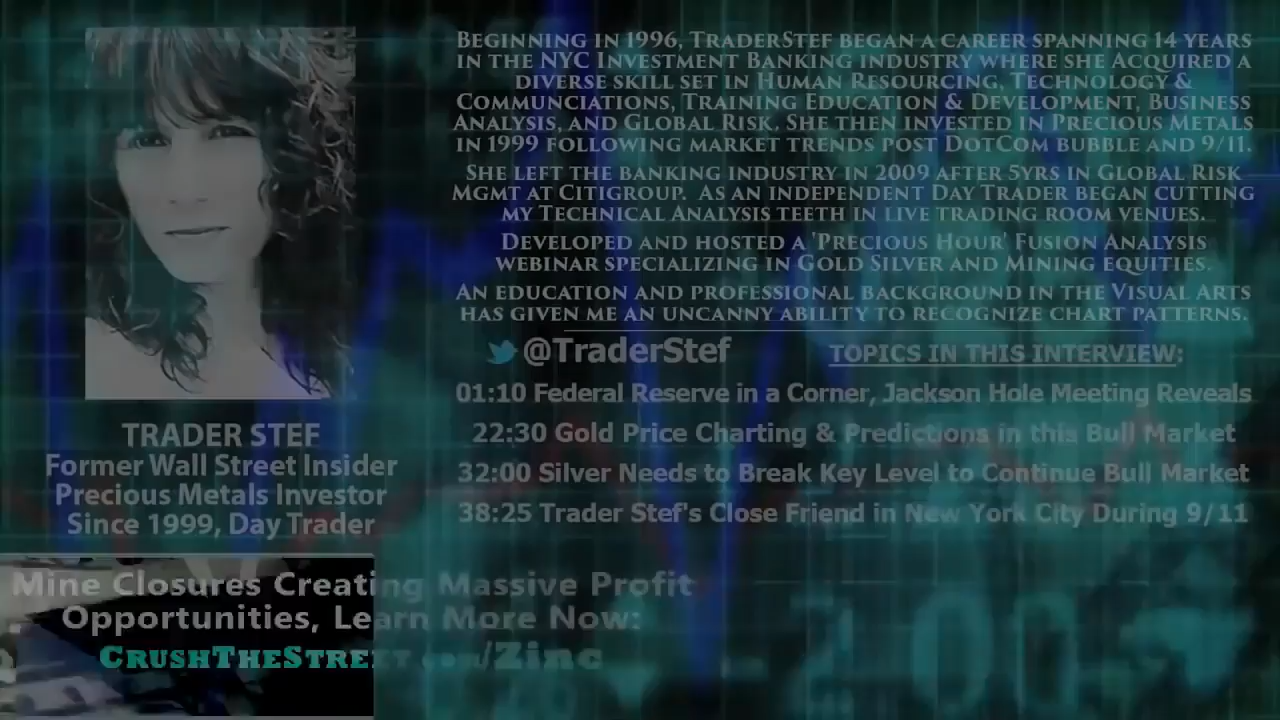 BEGINNING IN 1996, TRADERSTEF BEGAN A CAREER SPANNING 14 YEARS
IN THE NYC INVESTMENT BANKING INDUSTRY WHERE SHE ACQUIRED A
DIVERSE SKILL SET IN HUMAN RESOURCING, TECHNOLOGY &
COMMUNCIATIONS, TRAINING EDUCATION & DEVELOPMENT, BUSINESS
ANALYSIS, AND GLOBAL RISK. SHE THEN INVESTED IN PRECIOUS METALS
IN 1999 FOLLOWING MARKET TRENDS POST DOTCOM BUBBLE AND 9/11.
SHE LEFT THE BANKING INDUSTRY IN 2009 AFTER 5YRS IN GLOBAL RISK
MGMT AT CITIGROUP. AS AN INDEPENDENT DAY TRADER BEGAN CUTTING
MY TECHNICAL ANALYSIS TEETH IN LIVE TRADING ROOM VENUES.
DEVELOPED AND HOSTED A 'PRECIOUS HOUR' FUSION ANALYSIS
WEBINAR SPECIALIZING IN GOLD SILVER AND MINING EQUITIES.
AN EDUCATION AND PROFESSIONAL BACKGROUND IN THE VISUAL ARTS
HAS GIVEN ME AN UNCANNY ABILITY TO RECOGNIZE CHART PATTERNS.
@TraderStef
TOPICS IN THIS INTERVIEW:
01:10 Federal Reserve in a Corner, Jackson Hole Meeting Reveals
22:30 Gold Price Charting & Predictions in this Bull Market
32:00 Silver Needs to Break Key Level to Continue Bull Market
38:25 Trader Stef's Close Friend in New York City During 9/11
TRADER STEF
Former Wall Street Insider
Precious Metals Investor
Since 1999, Day Trader
Mine Closures Creating Massive Profit
Opportunities, Learn More Now:
CRUSHTHESTREET.com/Zinc